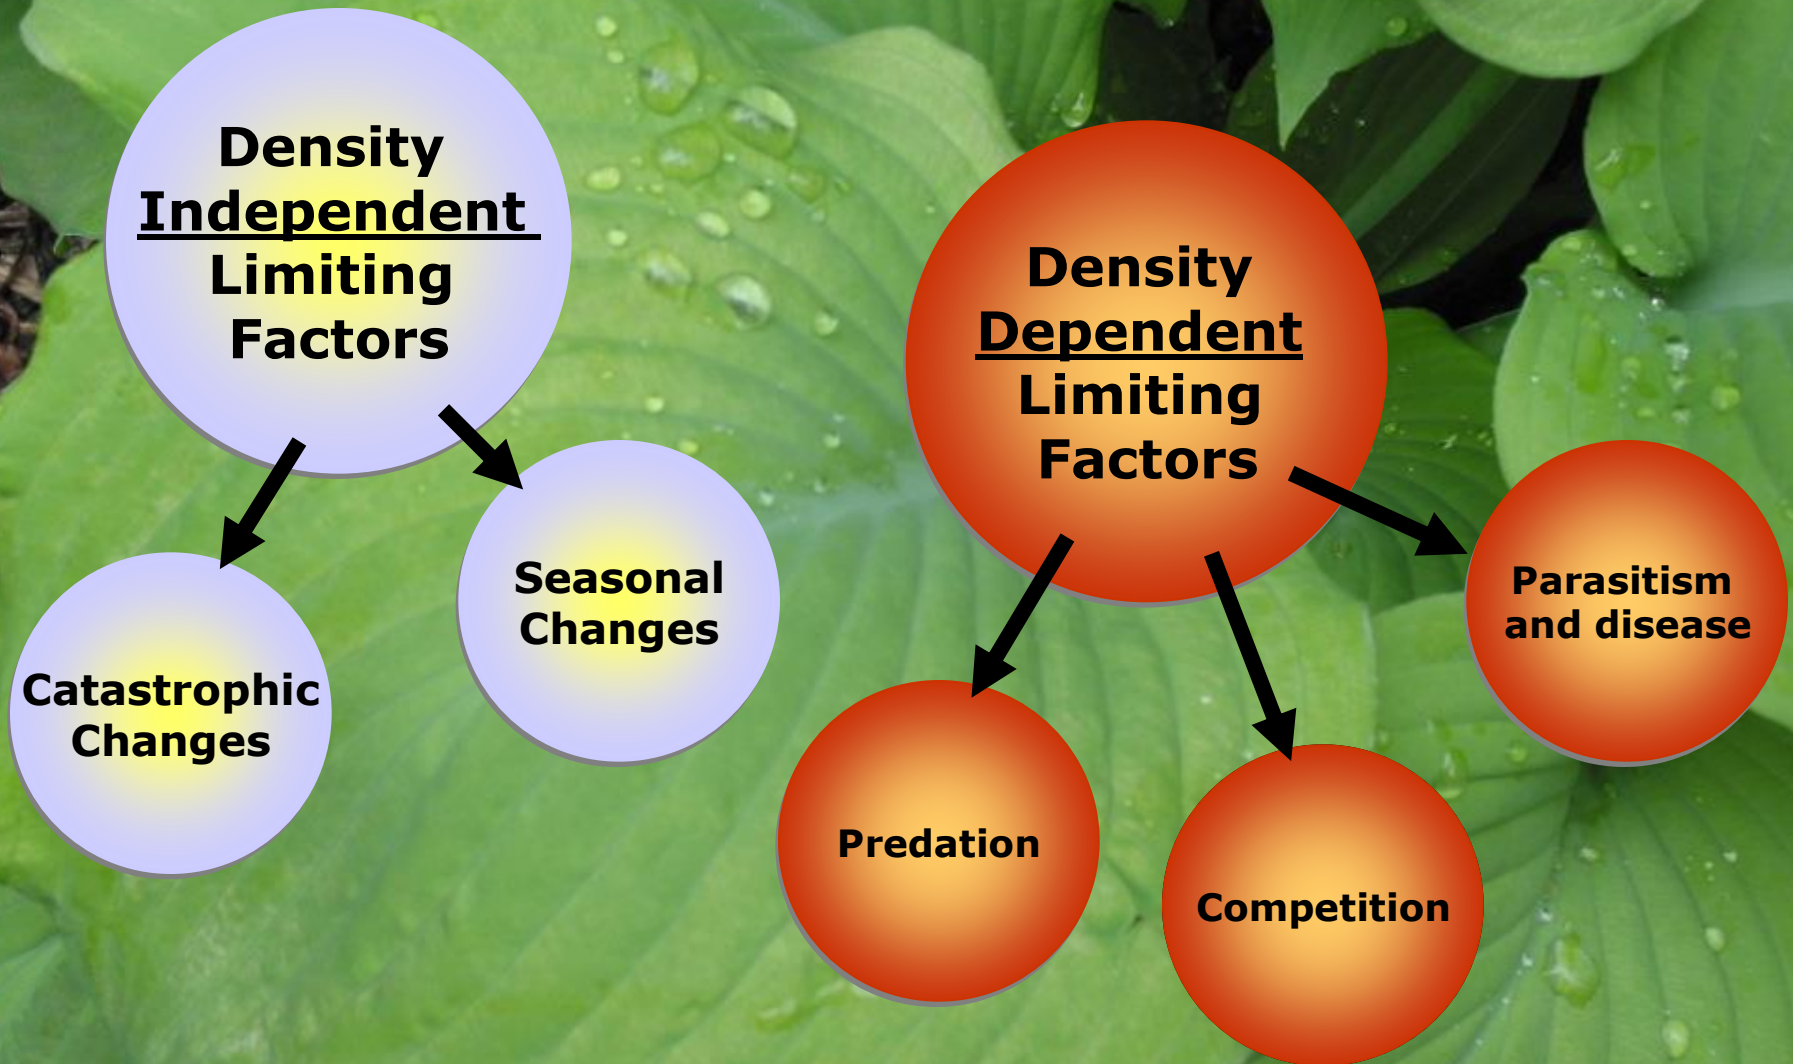 Density
Independent
Limiting
Factors
Catastrophic
Changes
Seasonal
Changes
Density
Dependent
Limiting
Factors
Predation
Competition
Parasitism
and disease